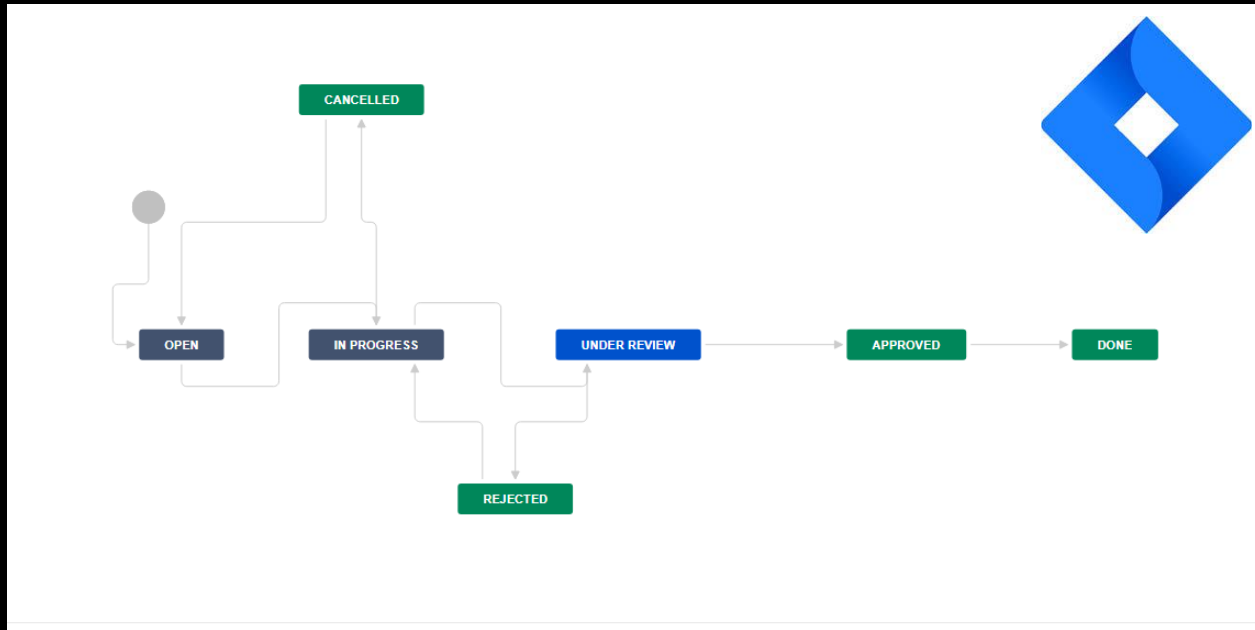 CANCELLED
OPEN
IN PROGRESS
UNDER REVIEW
APPROVED
DONE
REJECTED